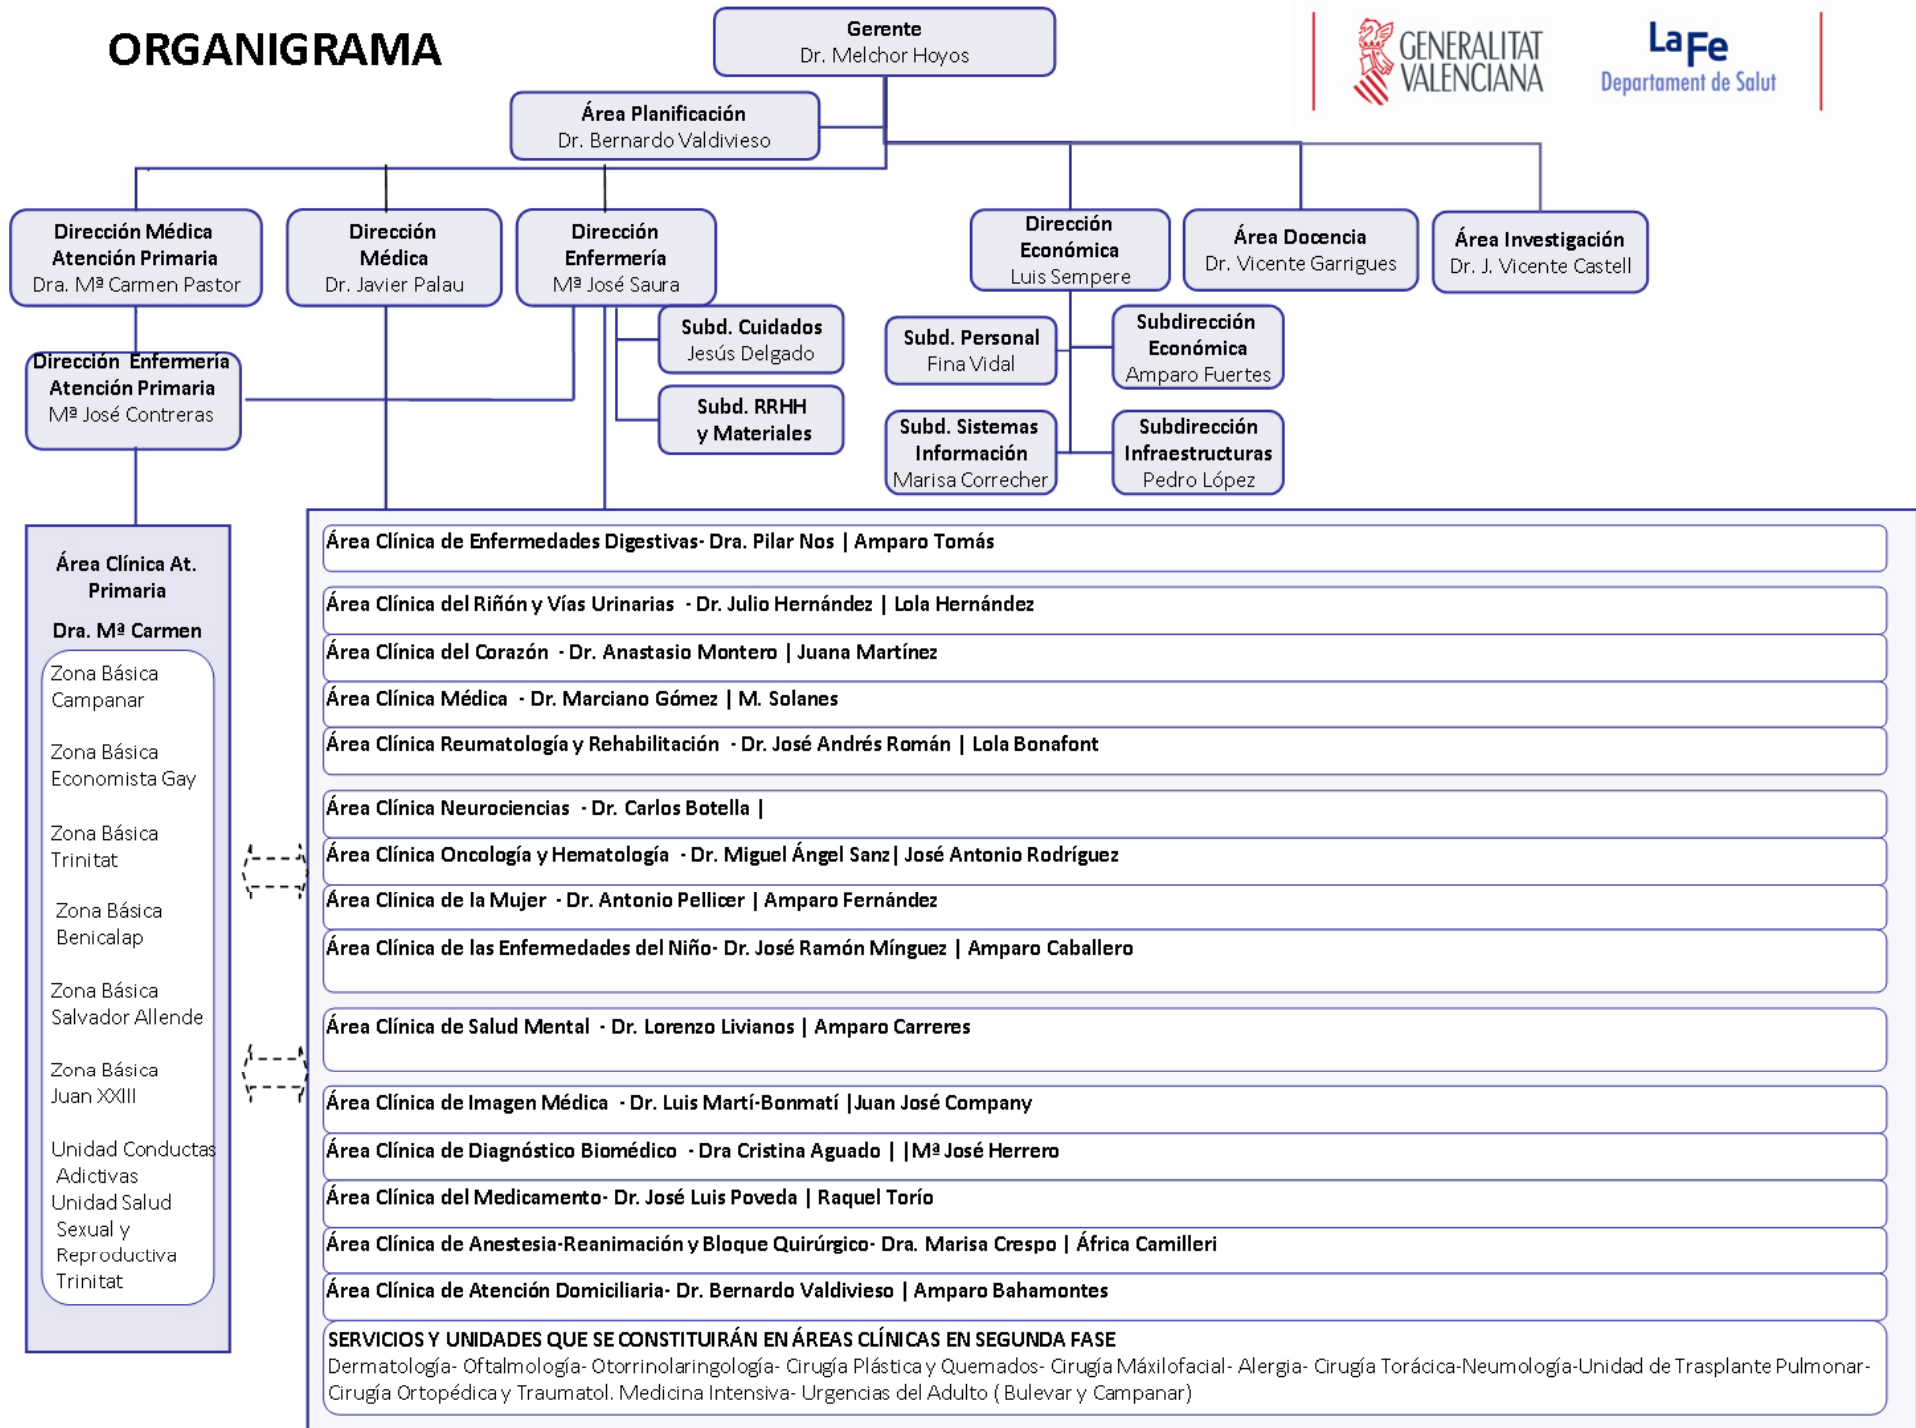 ORGANIGRAMA
Gerente
Dr. Melchor Hoyos
GENERALITAT
VALENCIANA
LaFe
Departament de Salut
Área Planificación
Dr. Bernardo Valdivieso
Dirección Médica
Atención Primaria
Dra. Mª Carmen Pastor
Dirección
Médica
Dr. Javier Palau
Dirección
Enfermería
Mª José Saura
Dirección
Económica
Luis Sempere
Área Docencia
Dr. Vicente Garrigues
Área Investigación
Dr. J. Vicente Castell
Dirección Enfermería
Atención Primaria
Mª José Contreras
Subd. Cuidados
Jesús Delgado
Subd. RRHH
y Materiales
Subd. Personal
Fina Vidal
Subdirección
Económica
Amparo Fuertes
Subd. Sistemas
Información
Marisa Correcher
Subdirección
Infraestructuras
Pedro López
Área Clínica At.
Primaria
Dra. Mª Carmen
Zona Básica
Campanar
Zona Básica
Economista Gay
Zona Básica
Trinitat
Zona Básica
Benicalap
Zona Básica
Salvador Allende
Zona Básica
Juan XXIII
Unidad Conductas
Adictivas
Unidad Salud
Sexual y
Reproductiva
Trinitat
Área Clínica de Enfermedades Digestivas- Dra. Pilar Nos | Amparo Tomás
Área Clínica del Riñón y Vías Urinarias - Dr. Julio Hernández | Lola Hernández
Área Clínica del Corazón - Dr. Anastasio Montero | Juana Martínez
Área Clínica Médica - Dr. Marciano Gómez | M. Solanes
Área Clínica Reumatología y Rehabilitación - Dr. José Andrés Román | Lola Bonafont
Área Clínica Neurociencias - Dr. Carlos Botella |
Área Clínica Oncología y Hematología - Dr. Miguel Ángel Sanz| José Antonio Rodríguez
Área Clínica de la Mujer - Dr. Antonio Pellicer | Amparo Fernández
Área Clínica de las Enfermedades del Niño- Dr. José Ramón Mínguez | Amparo Caballero
Área Clínica de Salud Mental - Dr. Lorenzo Livianos | Amparo Carreres
Área Clínica de Imagen Médica - Dr. Luis Martí-Bonmatí |Juan José Company
Área Clínica de Diagnóstico Biomédico - Dra Cristina Aguado | |Mª José Herrero
Área Clínica del Medicamento- Dr. José Luis Poveda | Raquel Torío
Área Clínica de Anestesia-Reanimación y Bloque Quirúrgico- Dra. Marisa Crespo | África Camilleri
Área Clínica de Atención Domiciliaria- Dr. Bernardo Valdivieso | Amparo Bahamontes
SERVICIOS Y UNIDADES QUE SE CONSTITUIRÁN EN ÁREAS CLÍNICAS EN SEGUNDA FASE
Dermatología- Oftalmología- Otorrinolaringología- Cirugía Plástica y Quemados- Cirugía Máxilofacial- Alergia- Cirugía Torácica-Neumología-Unidad de Trasplante Pulmonar-
Cirugía Ortopédica y Traumatol. Medicina Intensiva- Urgencias del Adulto ( Bulevar y Campanar)